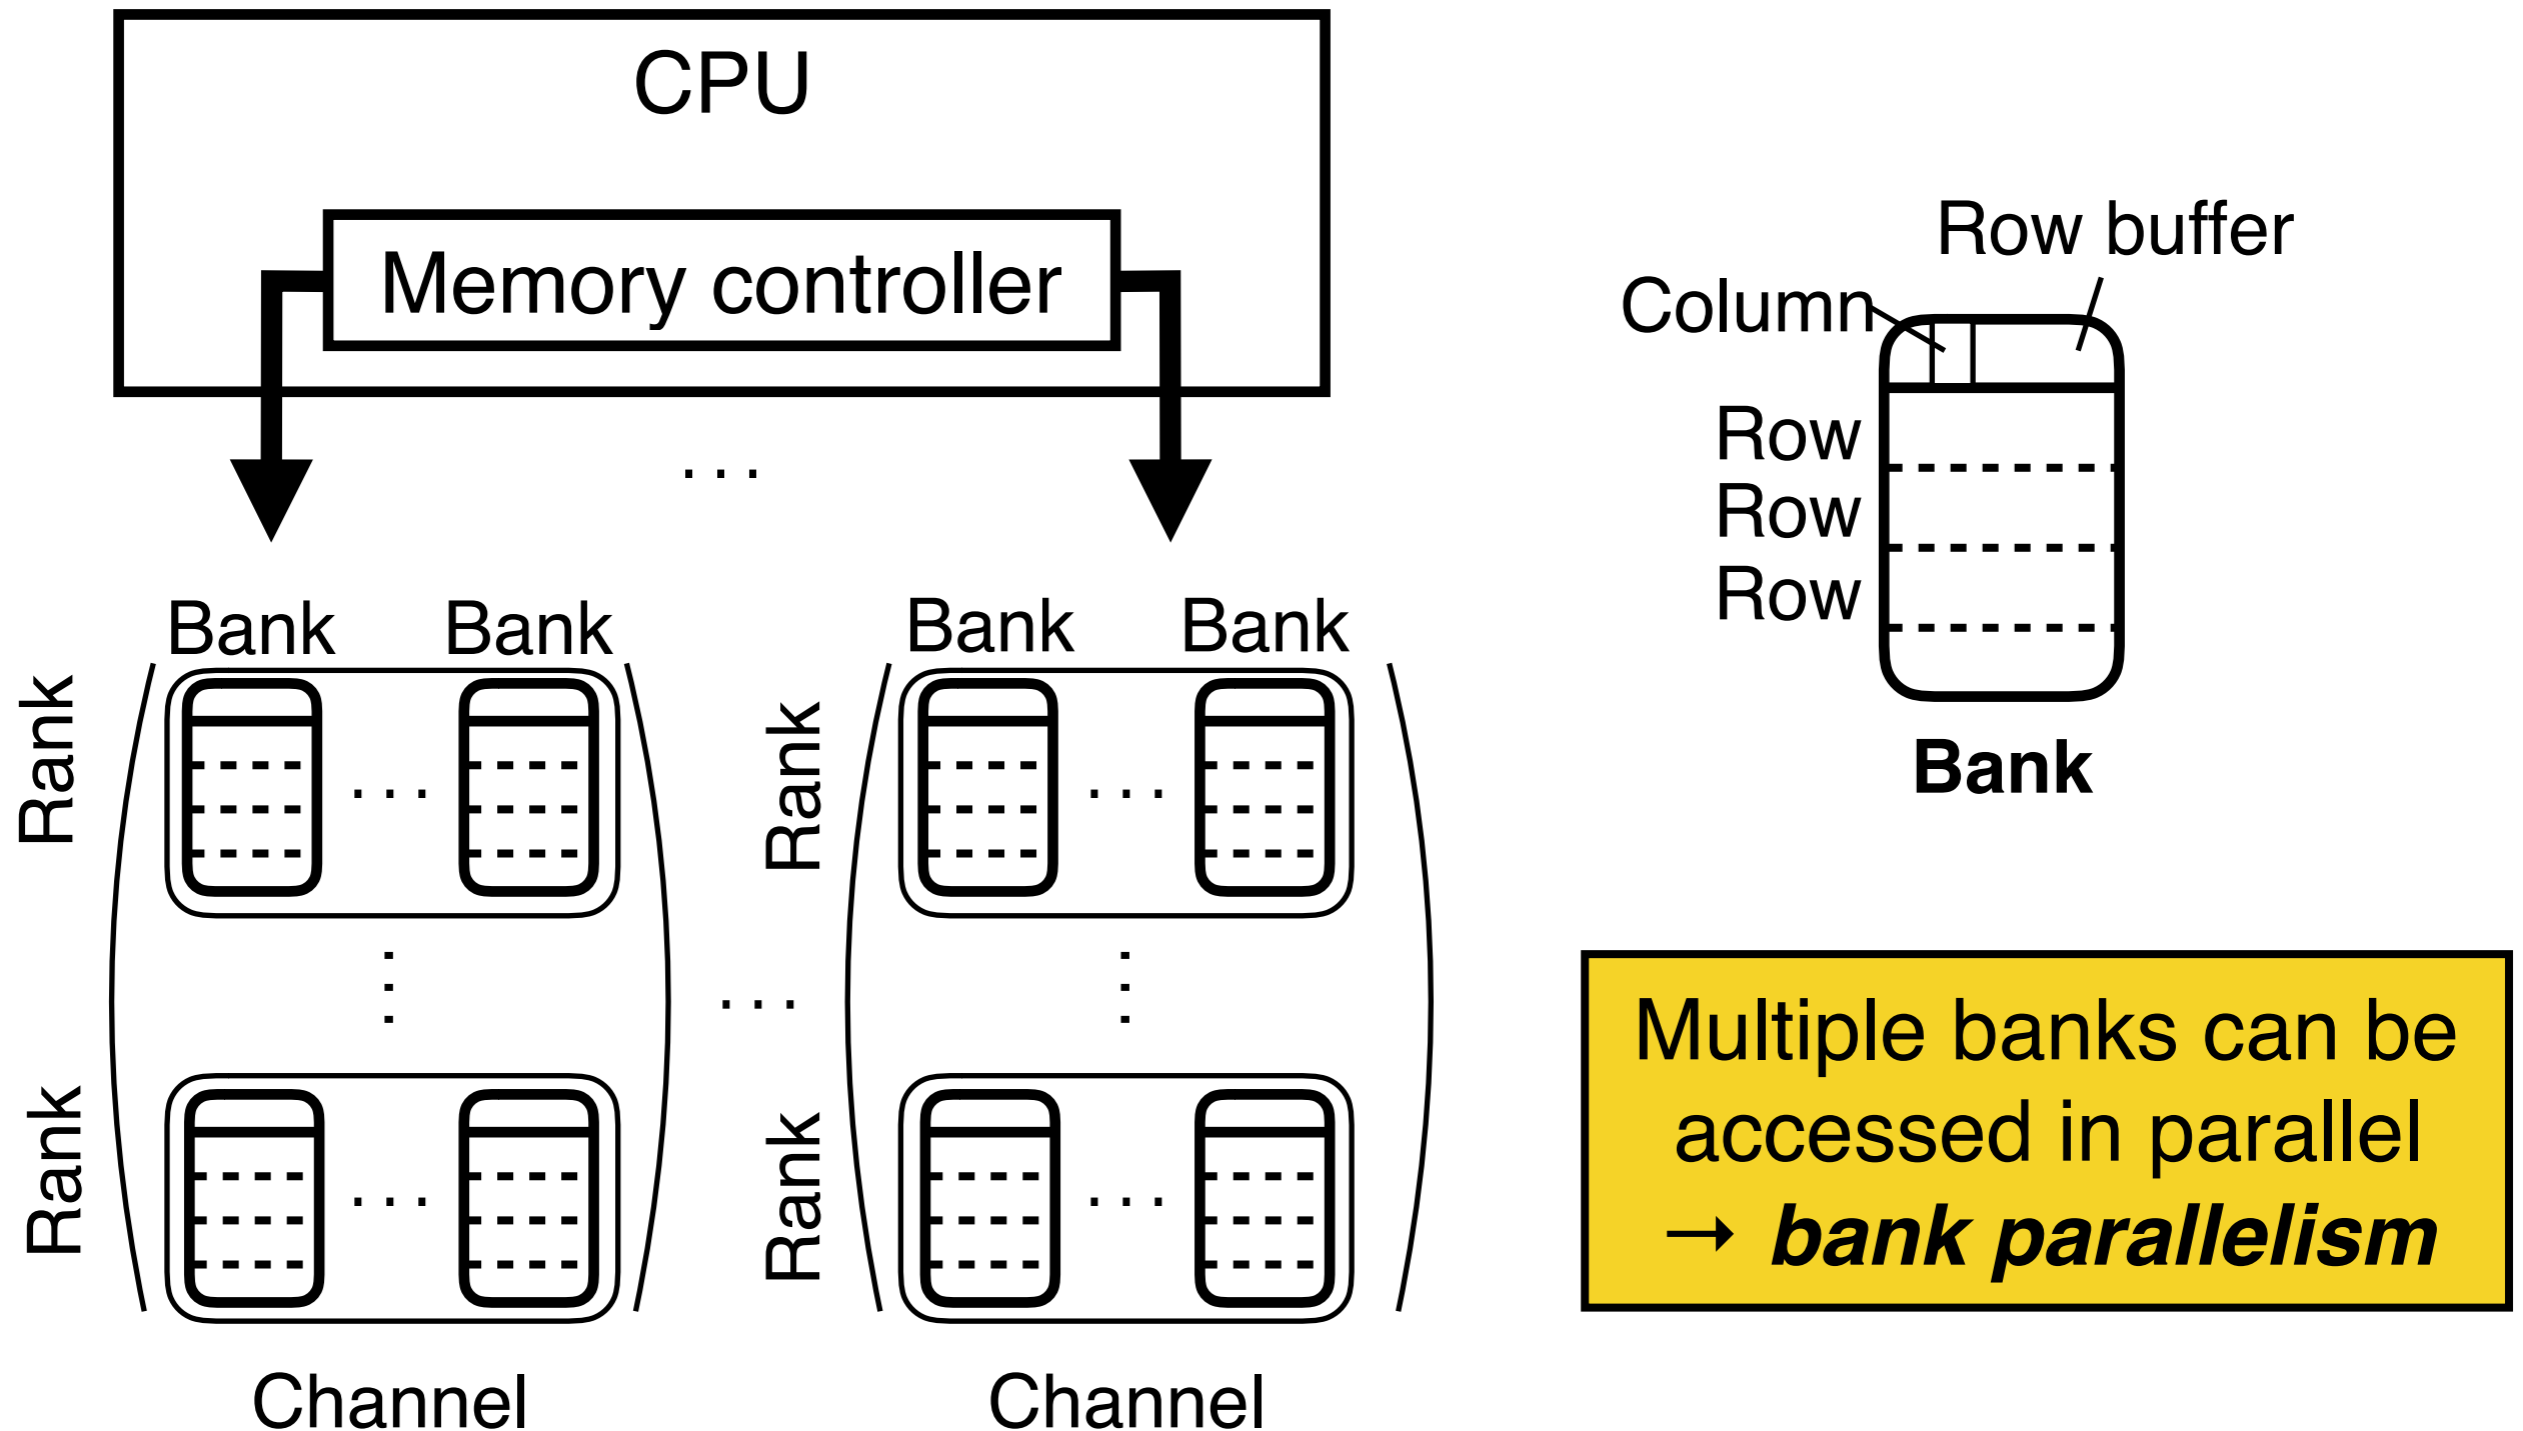 CPU
Memory controller
. . .
Bank Bank Bank Bank
Rank Rank
. . . . . .
. . .
Rank Rank
. . . . . .
Channel Channel
Row buffer
Column
Row
Row
Row
Bank
Multiple banks can be
accessed in parallel
→ bank parallelism